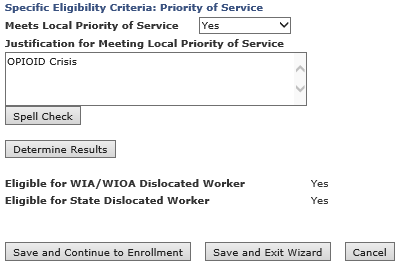 Specific Eligibility Criteria: Priority of Service
Meets Local Priority of Service Yes
Justification for Meeting Local Priority of Service
OPIOID Crisis
Spell Check
Determine Results
Eligible for WIA/WIOA Dislocated Worker Yes
Eligible for State Dislocated Worker Yes
Save and Continue to Enrollment Save and Exit Wizard Cancel